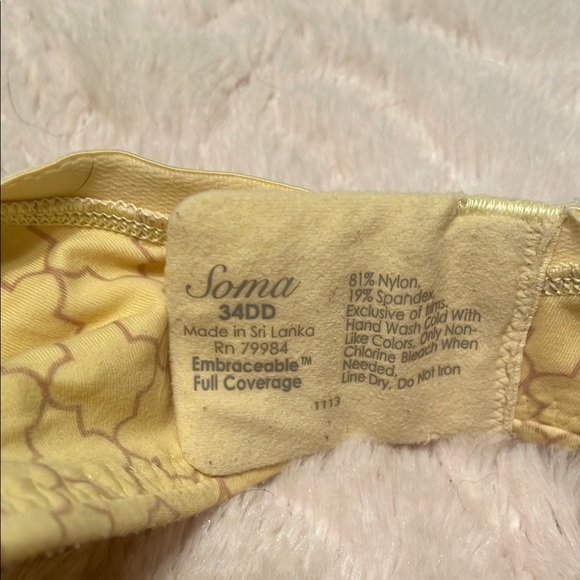 Soma
34DD
Made in Sri Lanka
Rn 79984
Embraceable™
Full Coverage
81% Nylon,
19% Spandex,
Exclusive of trims.
Hand Wash Cold With
Like Colors. Only Non-
Chlorine Bleach When
Needed,
Line Dry, Do Not Iron
1113